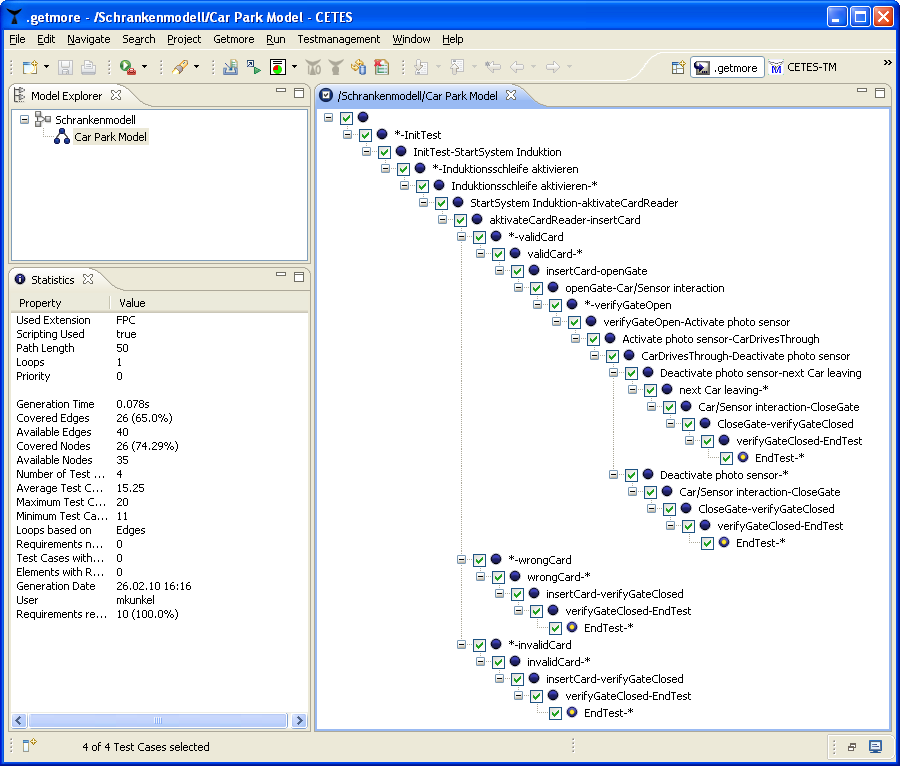 .getmore - /Schrankenmodell/Car Park Model - CETES
File Edit Navigate Search Project Getmore Run Testmanagement Window Help
.getmore CETES-TM »
Model Explorer
Schrankenmodell
Car Park Model
Statistics
Property Value
Used Extension FPC
Scripting Used true
Path Length 50
Loops 1
Priority 0
Generation Time 0.078s
Covered Edges 26 (65.0%)
Available Edges 40
Covered Nodes 26 (74.29%)
Available Nodes 35
Number of Test ... 4
Average Test C... 15.25
Maximum Test C... 20
Minimum Test Ca... 11
Loops based on Edges
Requirements n... 0
Test Cases with... 0
Elements with R... 0
Generation Date 26.02.10 16:16
User mkunkel
Requirements re... 10 (100.0%)
/Schrankenmodell/Car Park Model
*-InitTest
InitTest-StartSystem Induktion
*-Induktionsschleife aktivieren
Induktionsschleife aktivieren-*
StartSystem Induktion-aktivateCardReader
aktivateCardReader-insertCard
*-validCard
validCard-*
insertCard-openGate
openGate-Car/Sensor interaction
*-verifyGateOpen
verifyGateOpen-Activate photo sensor
Activate photo sensor-CarDrivesThrough
CarDrivesThrough-Deactivate photo sensor
Deactivate photo sensor-next Car leaving
next Car leaving-*
Car/Sensor interaction-CloseGate
CloseGate-verifyGateClosed
verifyGateClosed-EndTest
EndTest-*
Deactivate photo sensor-*
Car/Sensor interaction-CloseGate
CloseGate-verifyGateClosed
verifyGateClosed-EndTest
EndTest-*
*-wrongCard
wrongCard-*
insertCard-verifyGateClosed
verifyGateClosed-EndTest
EndTest-*
*-invalidCard
invalidCard-*
insertCard-verifyGateClosed
verifyGateClosed-EndTest
EndTest-*
4 of 4 Test Cases selected